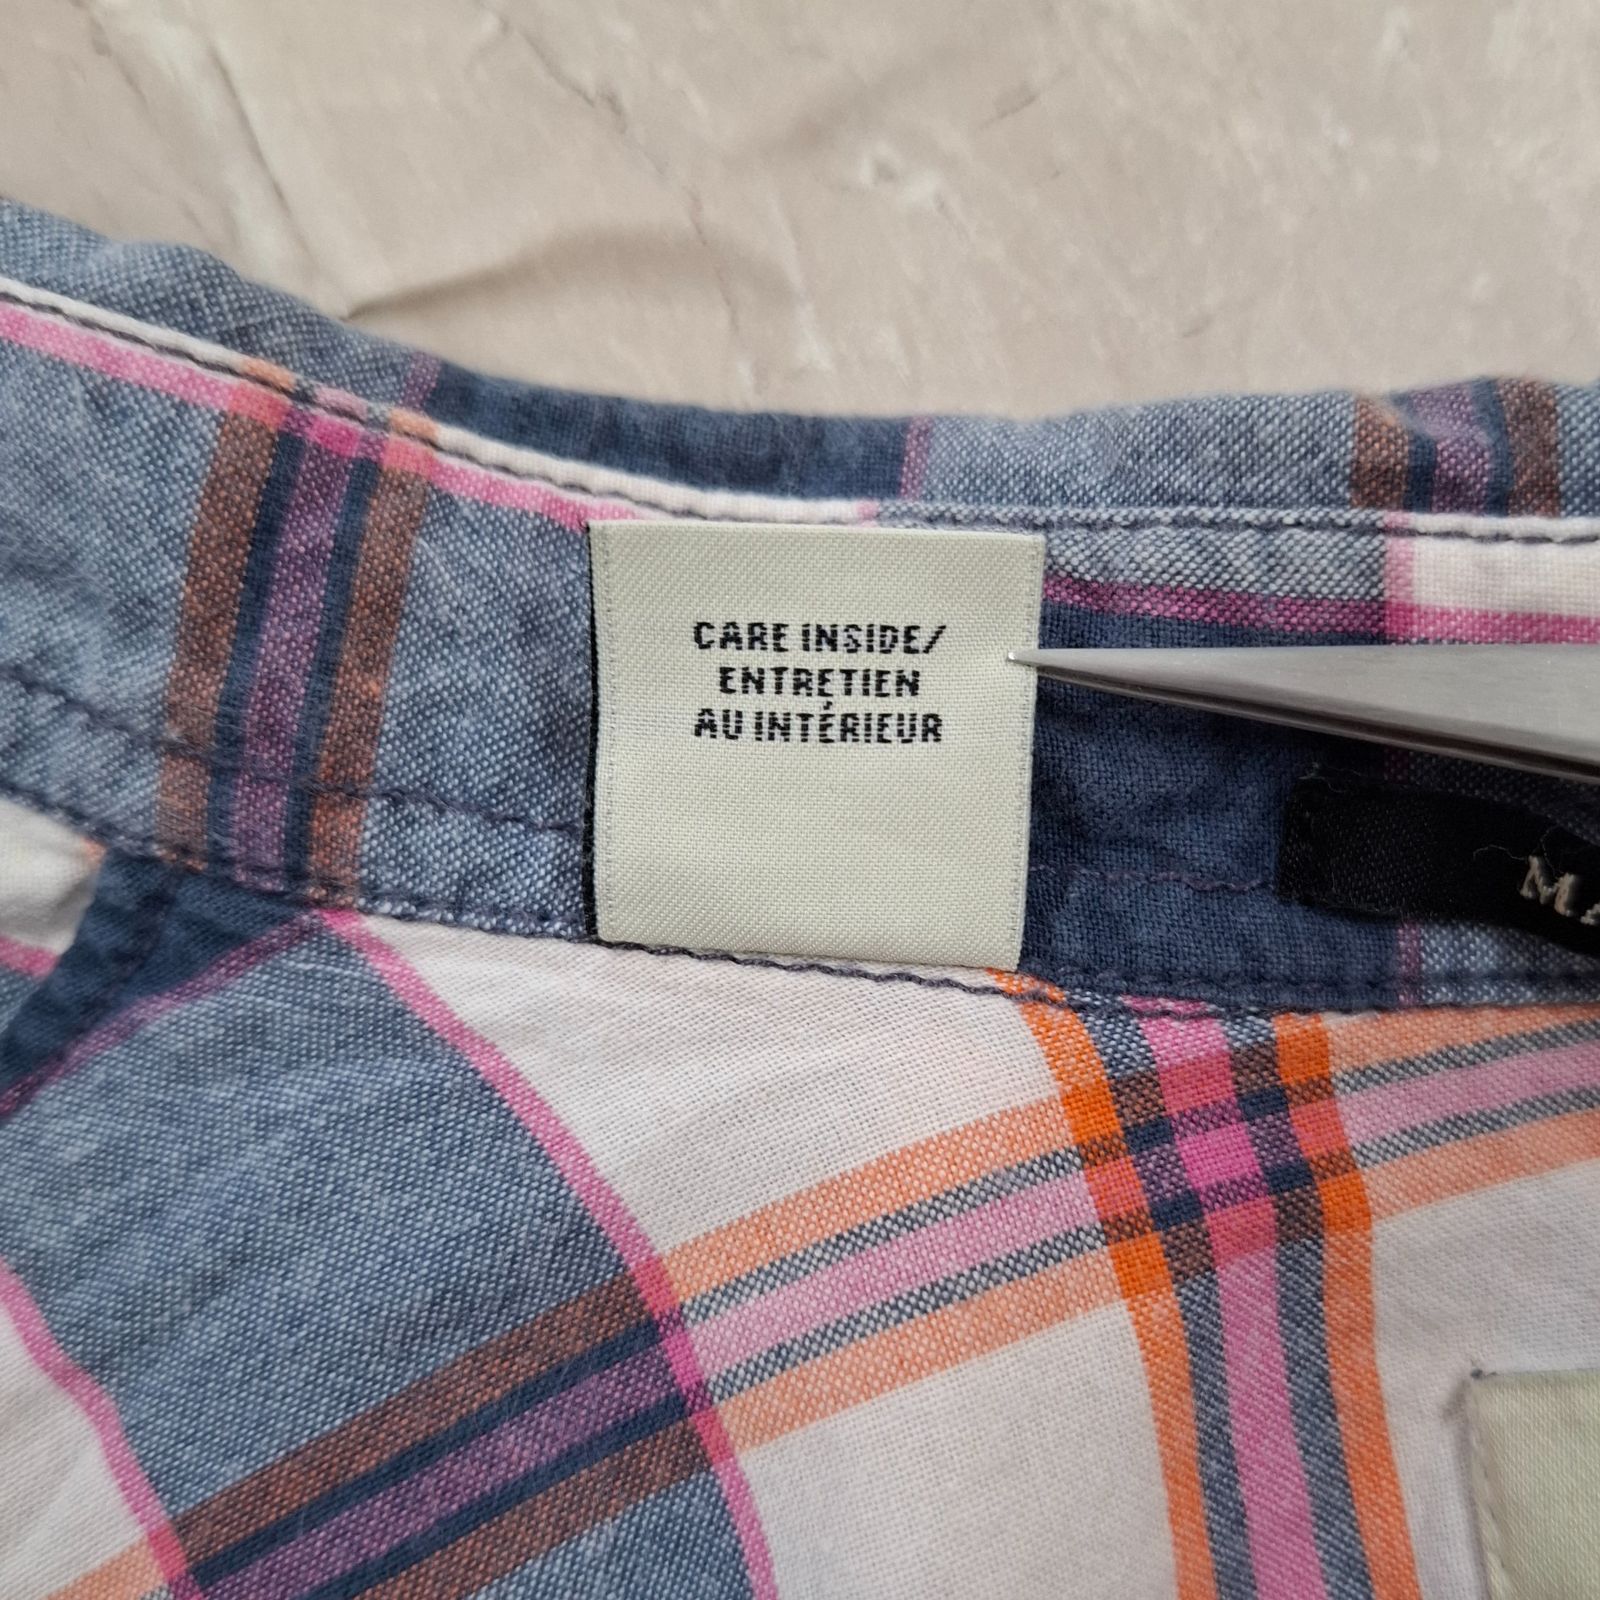 CARE INSIDE/
ENTRETIEN
AU INTÉRIEUR